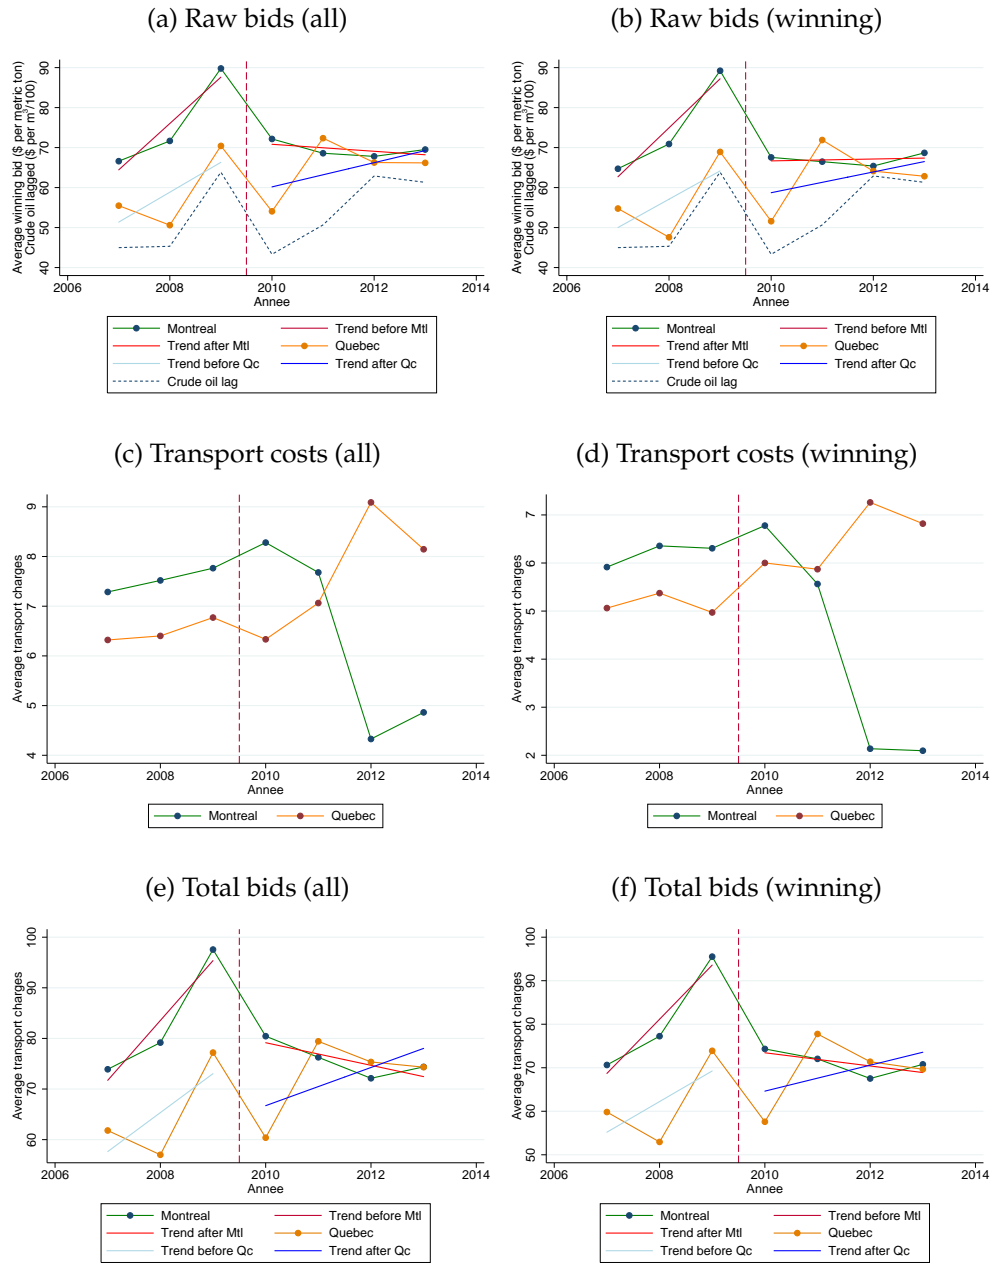 (a) Raw bids (all)
Average winning bid ($ per metric ton)
Crude oil lagged ($ per m³/100)
90
80
70
60
50
40
2006 2008 2010 2012 2014
Annee
Montreal Trend before Mtl
Trend after Mtl Quebec
Trend before Qc Trend after Qc
Crude oil lag
(b) Raw bids (winning)
Average winning bid ($ per metric ton)
Crude oil lagged ($ per m³/100)
90
80
70
60
50
40
2006 2008 2010 2012 2014
Annee
Montreal Trend before Mtl
Trend after Mtl Quebec
Trend before Qc Trend after Qc
Crude oil lag
(c) Transport costs (all)
Average transport charges
9
8
7
6
5
4
2006 2008 2010 2012 2014
Annee
Montreal Quebec
(d) Transport costs (winning)
Average transport charges
7
6
5
4
3
2
2006 2008 2010 2012 2014
Annee
Montreal Quebec
(e) Total bids (all)
Average transport charges
100
90
80
70
60
2006 2008 2010 2012 2014
Annee
Montreal Trend before Mtl
Trend after Mtl Quebec
Trend before Qc Trend after Qc
(f) Total bids (winning)
Average transport charges
100
90
80
70
60
50
2006 2008 2010 2012 2014
Annee
Montreal Trend before Mtl
Trend after Mtl Quebec
Trend before Qc Trend after Qc